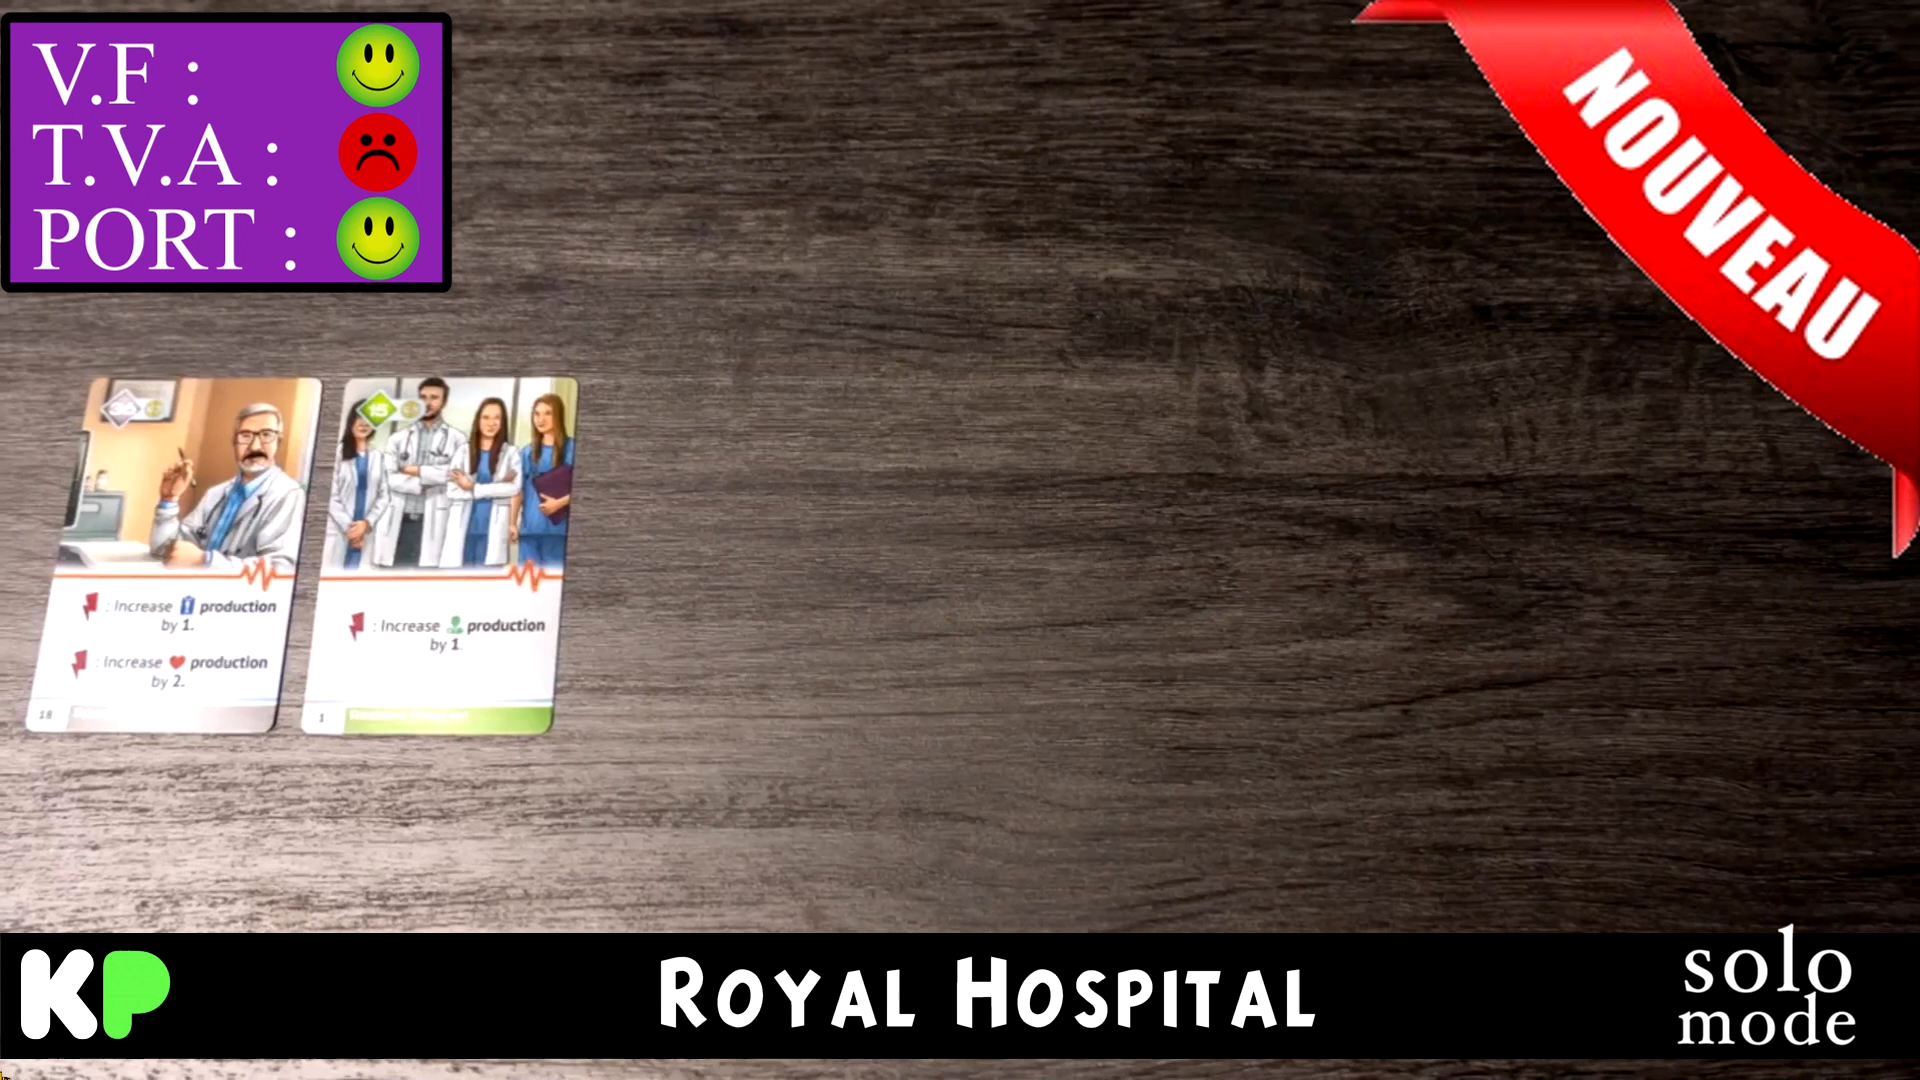 V.F :
T.V.A :
PORT :
NOUVEAU
: Increase production
by 1.
: Increase production
by 2.
18
15
: Increase production
by 1.
1
KP
ROYAL HOSPITAL
solo
mode